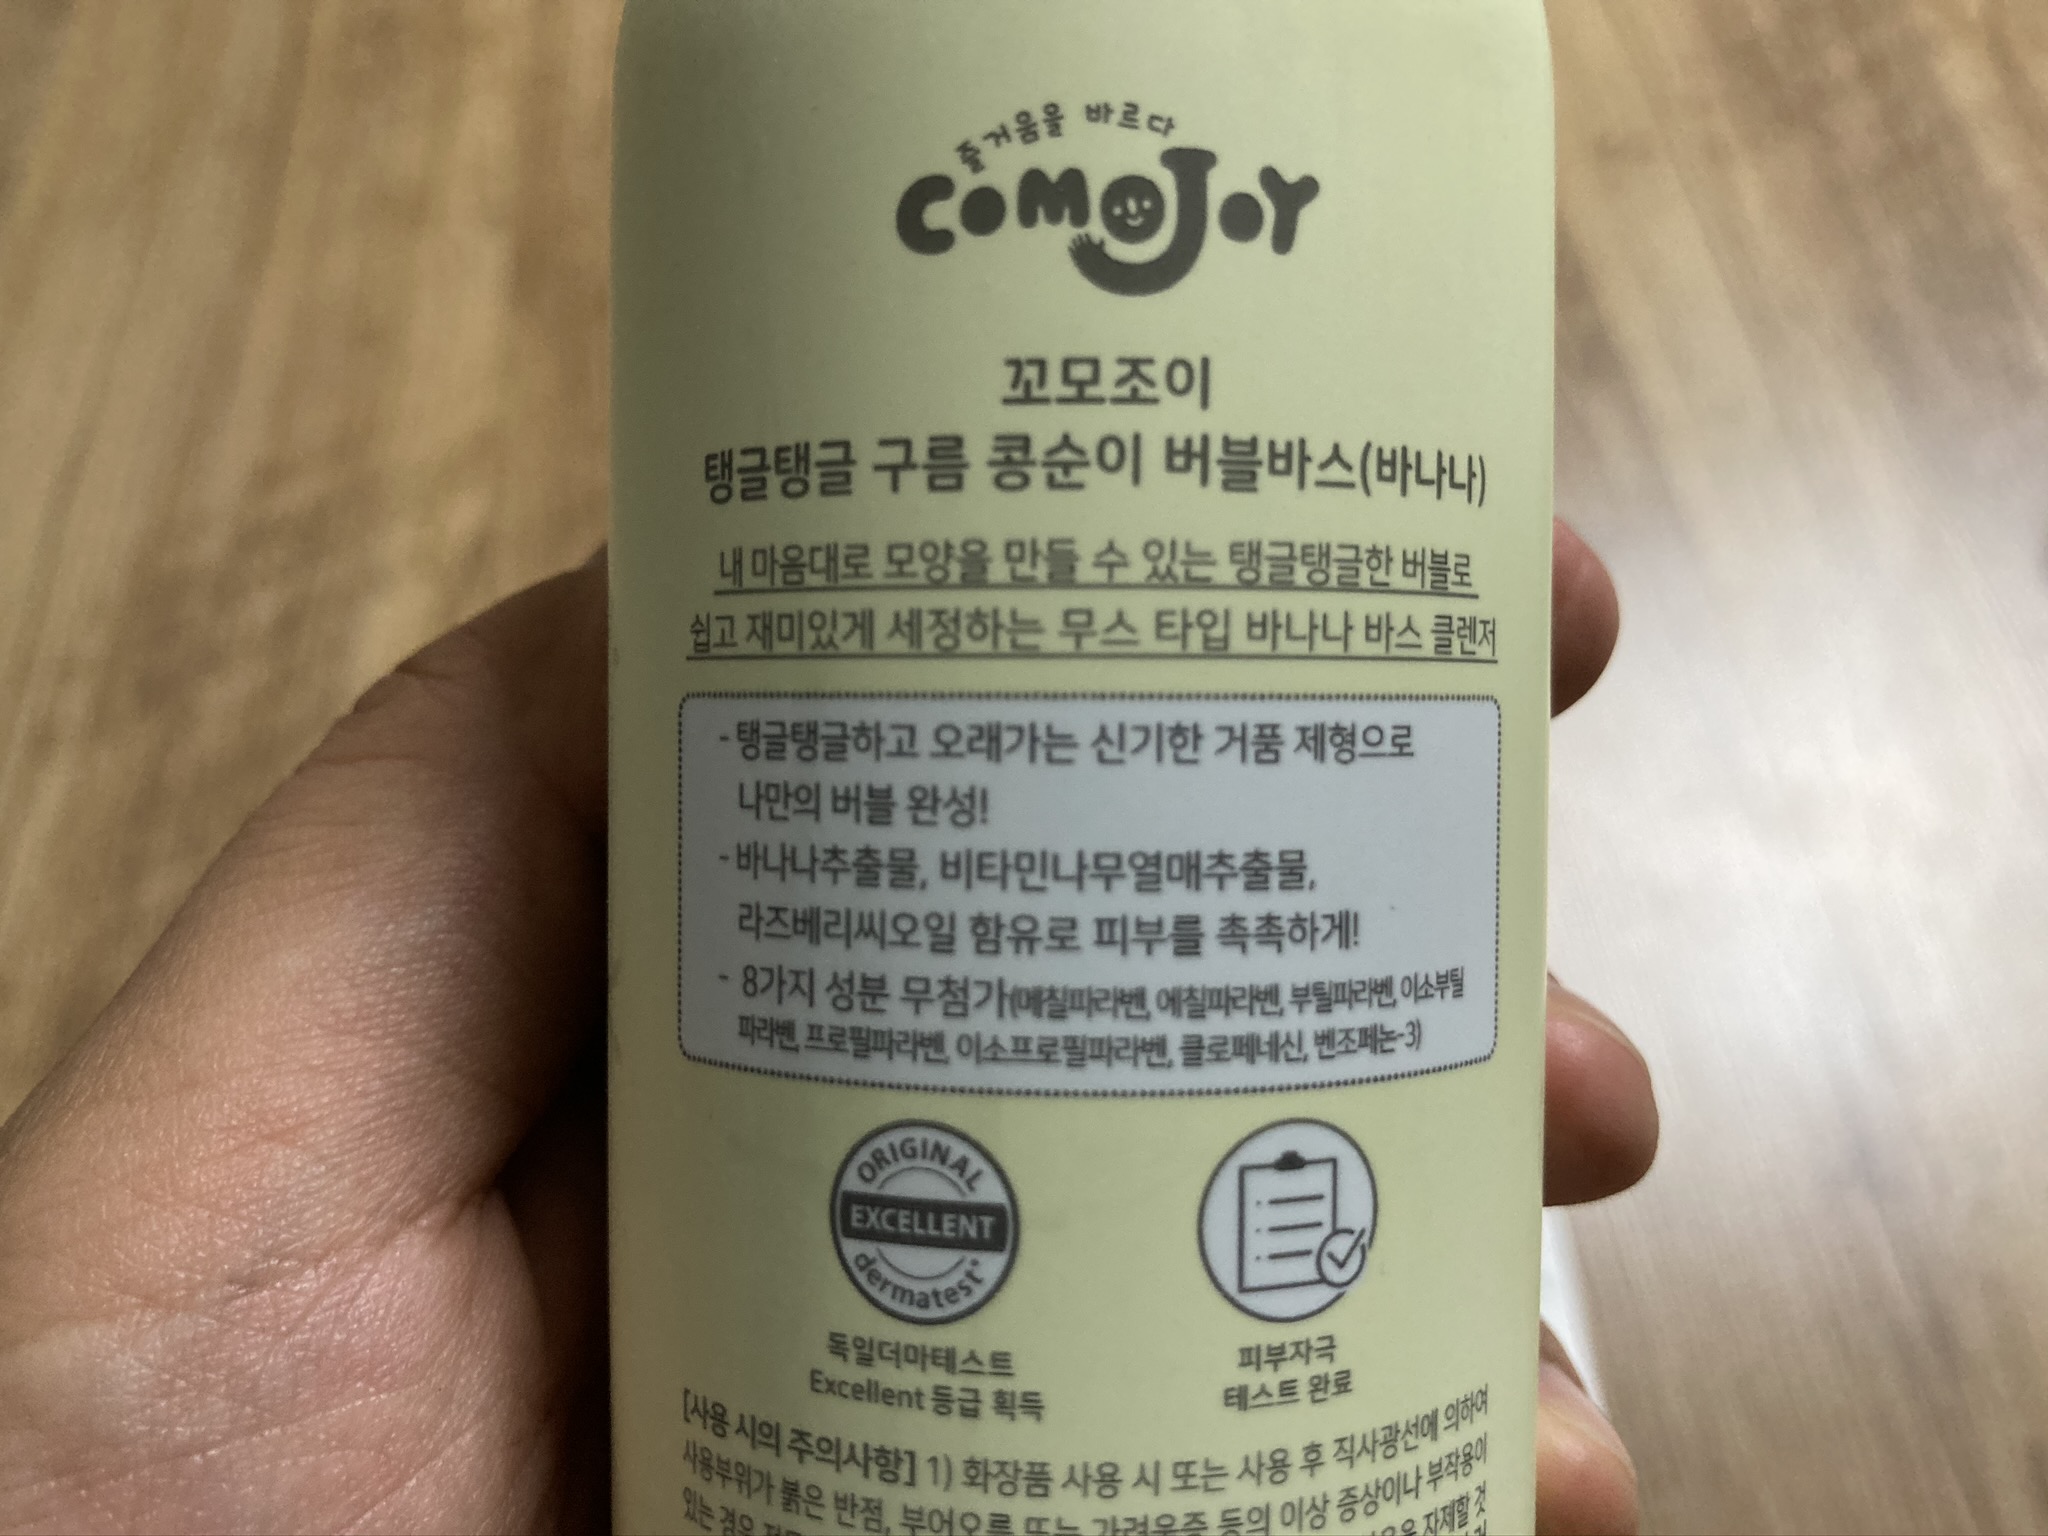 즐거움을 바르다
COMOJOY
꼬모조이
탱글탱글 구름 콩순이 버블바스(바나나)
내 마음대로 모양을 만들 수 있는 탱글탱글한 버블로
쉽고 재미있게 세정하는 무스 타입 바나나 바스 클렌저
- 탱글탱글하고 오래가는 신기한 거품 제형으로
나만의 버블 완성!
- 바나나추출물, 비타민나무열매추출물,
라즈베리씨오일 함유로 피부를 촉촉하게!
- 8가지 성분 무첨가(메칠파라벤, 에칠파라벤, 부틸파라벤, 이소부틸
파라벤, 프로필파라벤, 이소프로필파라벤, 클로페네신, 벤조페논-3)
ORIGINAL
EXCELLENT
dermatest®
독일더마테스트
Excellent 등급 획득
피부자극
테스트 완료
[사용 시의 주의사항] 1) 화장품 사용 시 또는 사용 후 직사광선에 의하여
사용부위가 붉은 반점, 부어오름 또는 가려움증 등의 이상 증상이나 부작용이
있는 경우 자제할 것